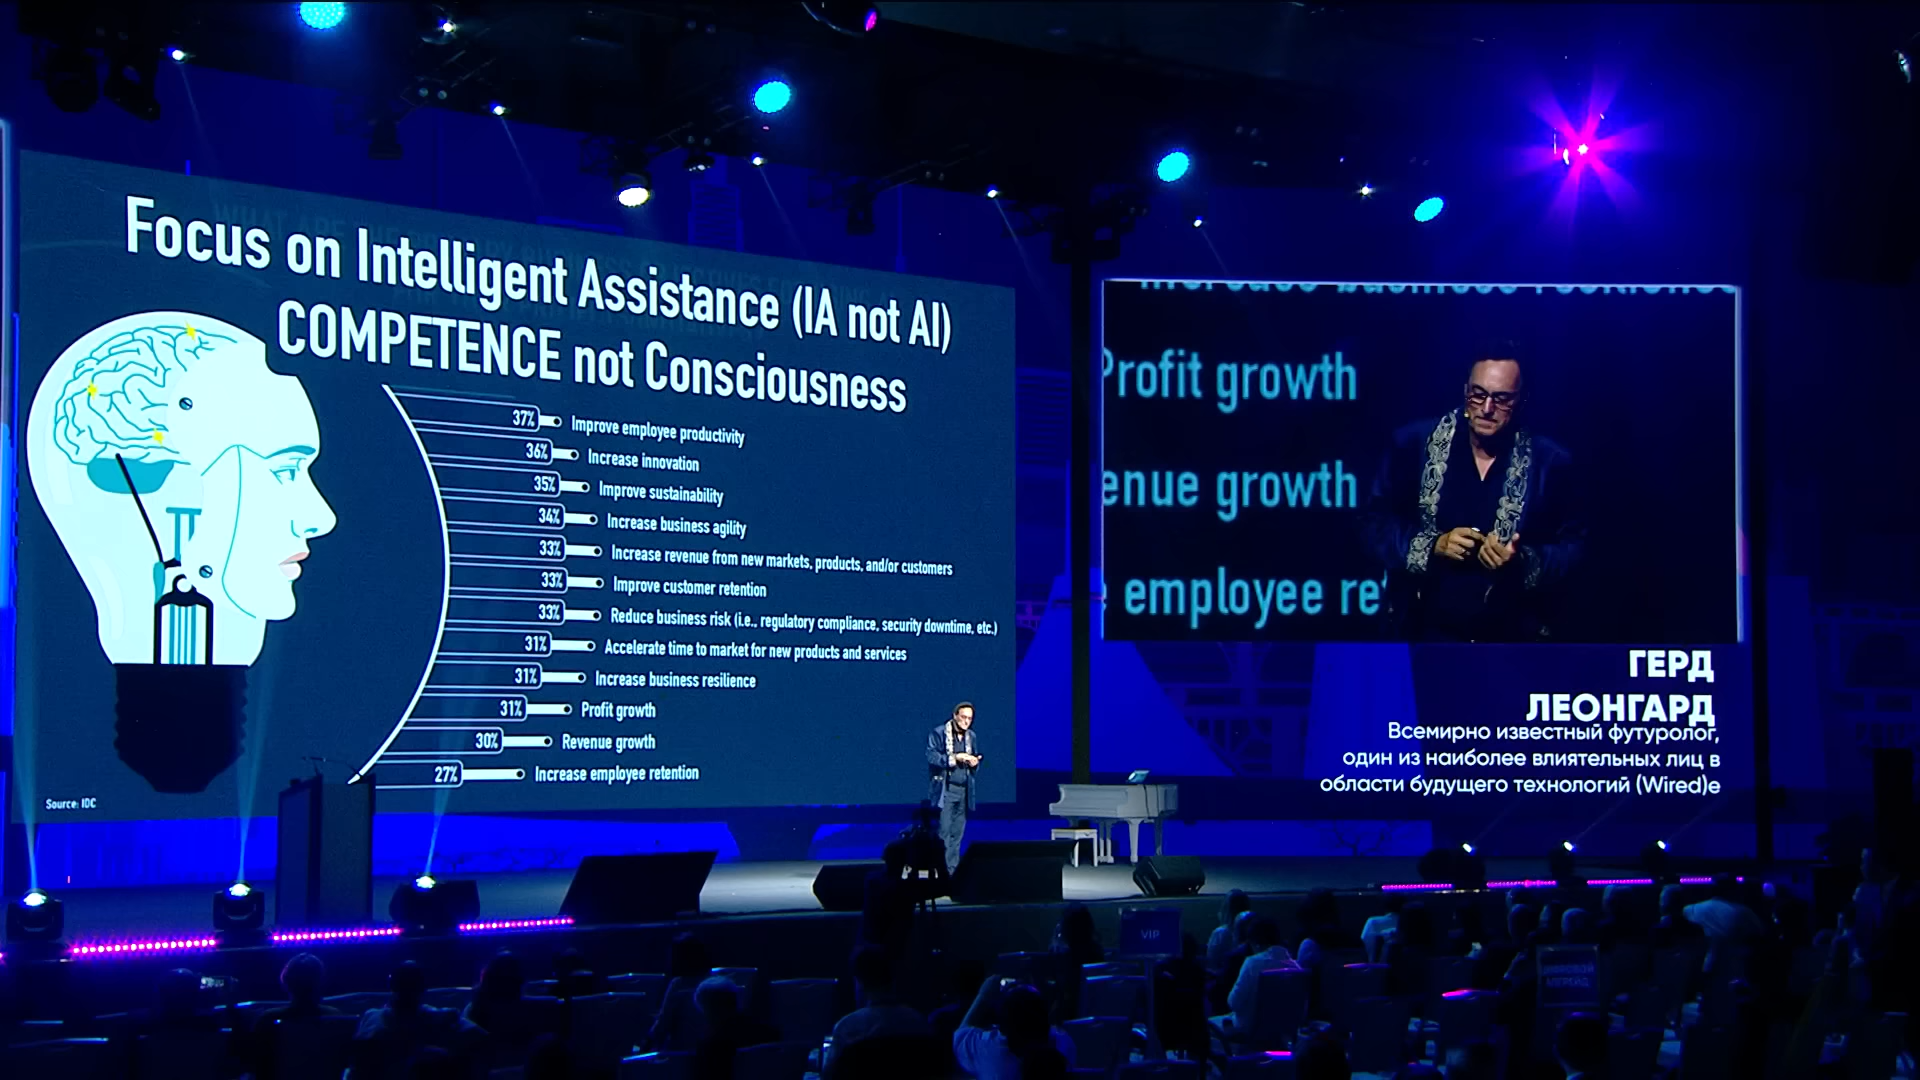 Focus on Intelligent Assistance (IA not AI)
COMPETENCE not Consciousness
37% Improve employee productivity
36% Increase innovation
35% Improve sustainability
34% Increase business agility
33% Increase revenue from new markets, products, and/or customers
33% Improve customer retention
33% Reduce business risk (i.e., regulatory compliance, security downtime, etc.)
31% Accelerate time to market for new products and services
31% Increase business resilience
31% Profit growth
30% Revenue growth
27% Increase employee retention
Source: IDC
Profit growth
enue growth
employee ret
ГЕРД
ЛЕОНГАРД
Всемирно известный футуролог,
один из наиболее влиятельных лиц в
области будущего технологий (Wired)е
VIP